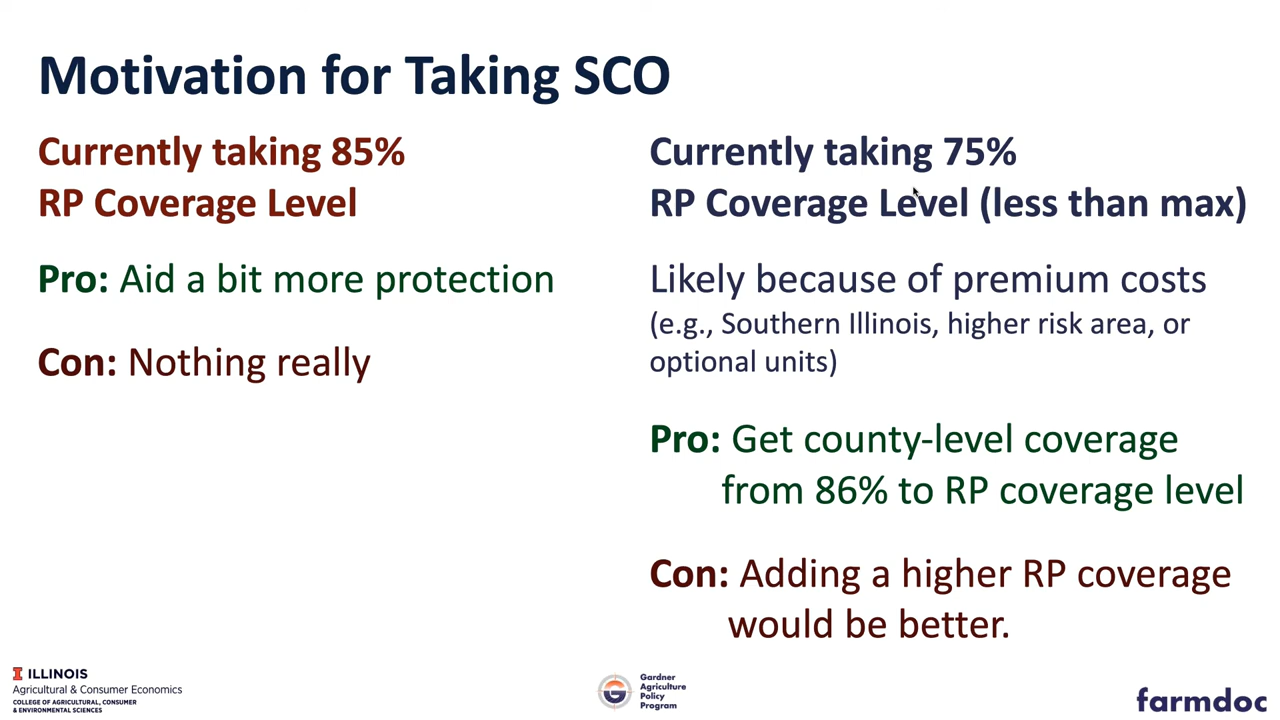 Motivation for Taking SCO
Currently taking 85%
RP Coverage Level
Pro: Aid a bit more protection
Con: Nothing really
Currently taking 75%
RP Coverage Level (less than max)
Likely because of premium costs
(e.g., Southern Illinois, higher risk area, or
optional units)
Pro: Get county-level coverage
from 86% to RP coverage level
Con: Adding a higher RP coverage
would be better.
I ILLINOIS
Agricultural & Consumer Economics
COLLEGE OF AGRICULTURAL, CONSUMER
& ENVIRONMENTAL SCIENCES
Gardner
Agriculture
Policy
Program
farmdoc